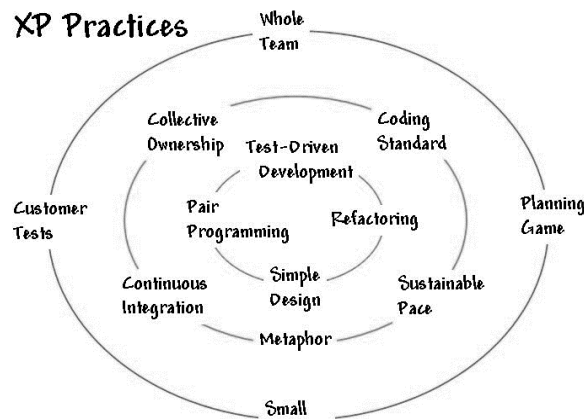 XP Practices
Whole
Team
Collective
Ownership
Coding
Standard
Test-Driven
Development
Customer
Tests
Pair
Programming
Refactoring
Planning
Game
Continuous
Integration
Simple
Design
Sustainable
Pace
Metaphor
Small